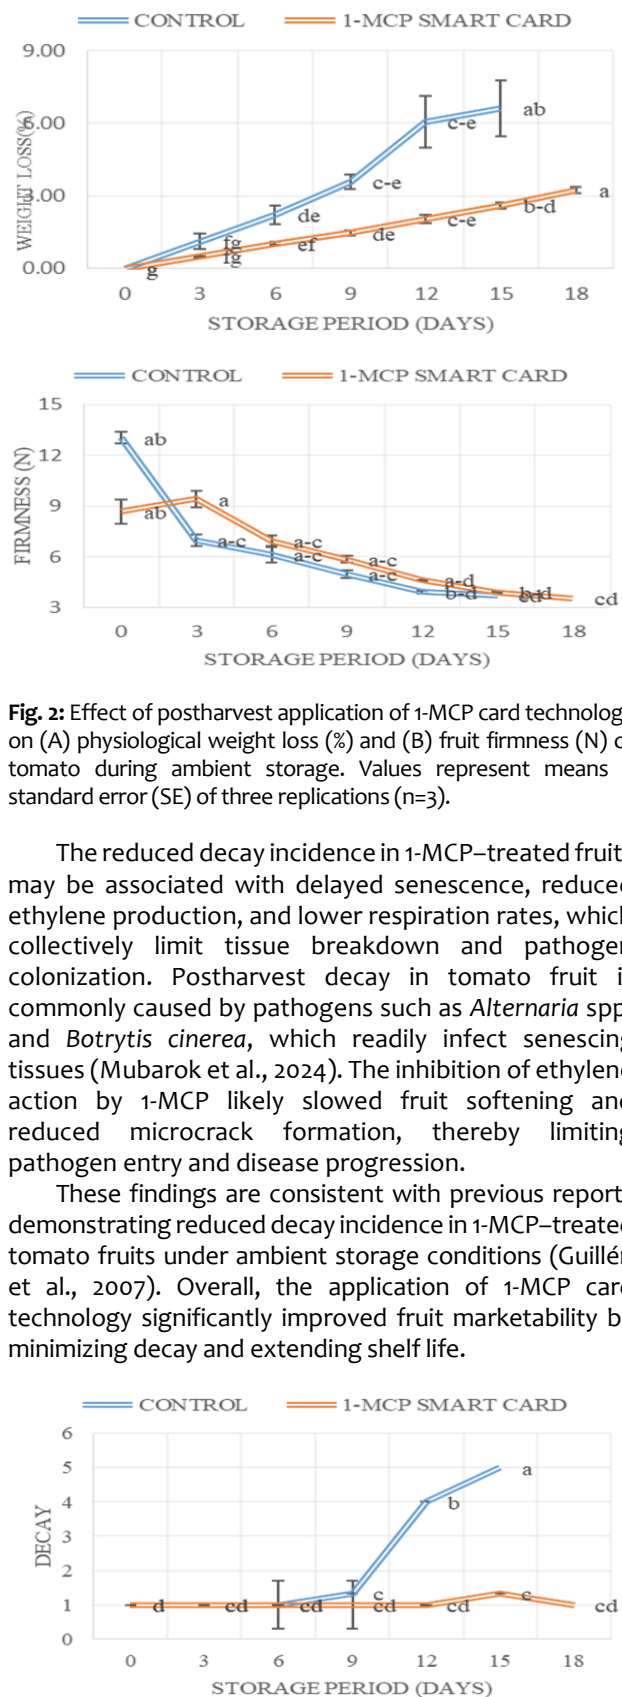 CONTROL 1-MCP SMART CARD
9.00
6.00
3.00
0.00
WEIGHT LOSS(%)
g
fg
fg
de
ef
c-e
de
c-e
c-e
ab
b-d
a
0 3 6 9 12 15 18
STORAGE PERIOD (DAYS)
CONTROL 1-MCP SMART CARD
15
12
9
6
3
FIRMNESS (N)
ab
ab
a
a-c
a-c
a-c
a-c
a-c
a-d
b-d
b-d
cd
cd
0 3 6 9 12 15 18
STORAGE PERIOD (DAYS)
Fig. 2: Effect of postharvest application of 1-MCP card technolog
on (A) physiological weight loss (%) and (B) fruit firmness (N) o
tomato during ambient storage. Values represent means
standard error (SE) of three replications (n=3).
The reduced decay incidence in 1-MCP–treated fruit
may be associated with delayed senescence, reduced
ethylene production, and lower respiration rates, which
collectively limit tissue breakdown and pathogen
colonization. Postharvest decay in tomato fruit i
commonly caused by pathogens such as Alternaria spp
and Botrytis cinerea, which readily infect senescing
tissues (Mubarok et al., 2024). The inhibition of ethylene
action by 1-MCP likely slowed fruit softening and
reduced microcrack formation, thereby limiting
pathogen entry and disease progression.
These findings are consistent with previous report
demonstrating reduced decay incidence in 1-MCP–treated
tomato fruits under ambient storage conditions (Guillén
et al., 2007). Overall, the application of 1-MCP card
technology significantly improved fruit marketability b
minimizing decay and extending shelf life.
CONTROL 1-MCP SMART CARD
6
5
4
3
2
1
0
DECAY
d
cd
cd
c
cd
b
cd
a
c
cd
0 3 6 9 12 15 18
STORAGE PERIOD (DAYS)